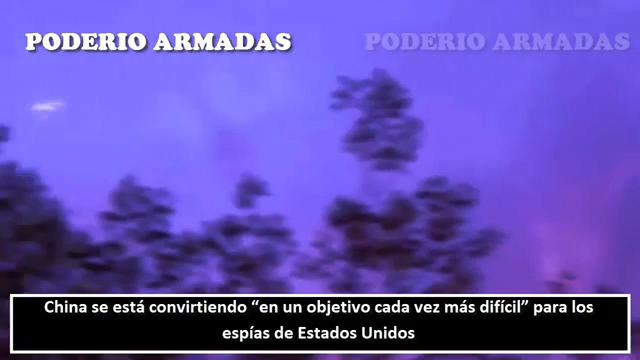 PODERIO ARMADAS
PODERIO ARMADAS
China se está convirtiendo “en un objetivo cada vez más difícil” para los
espías de Estados Unidos